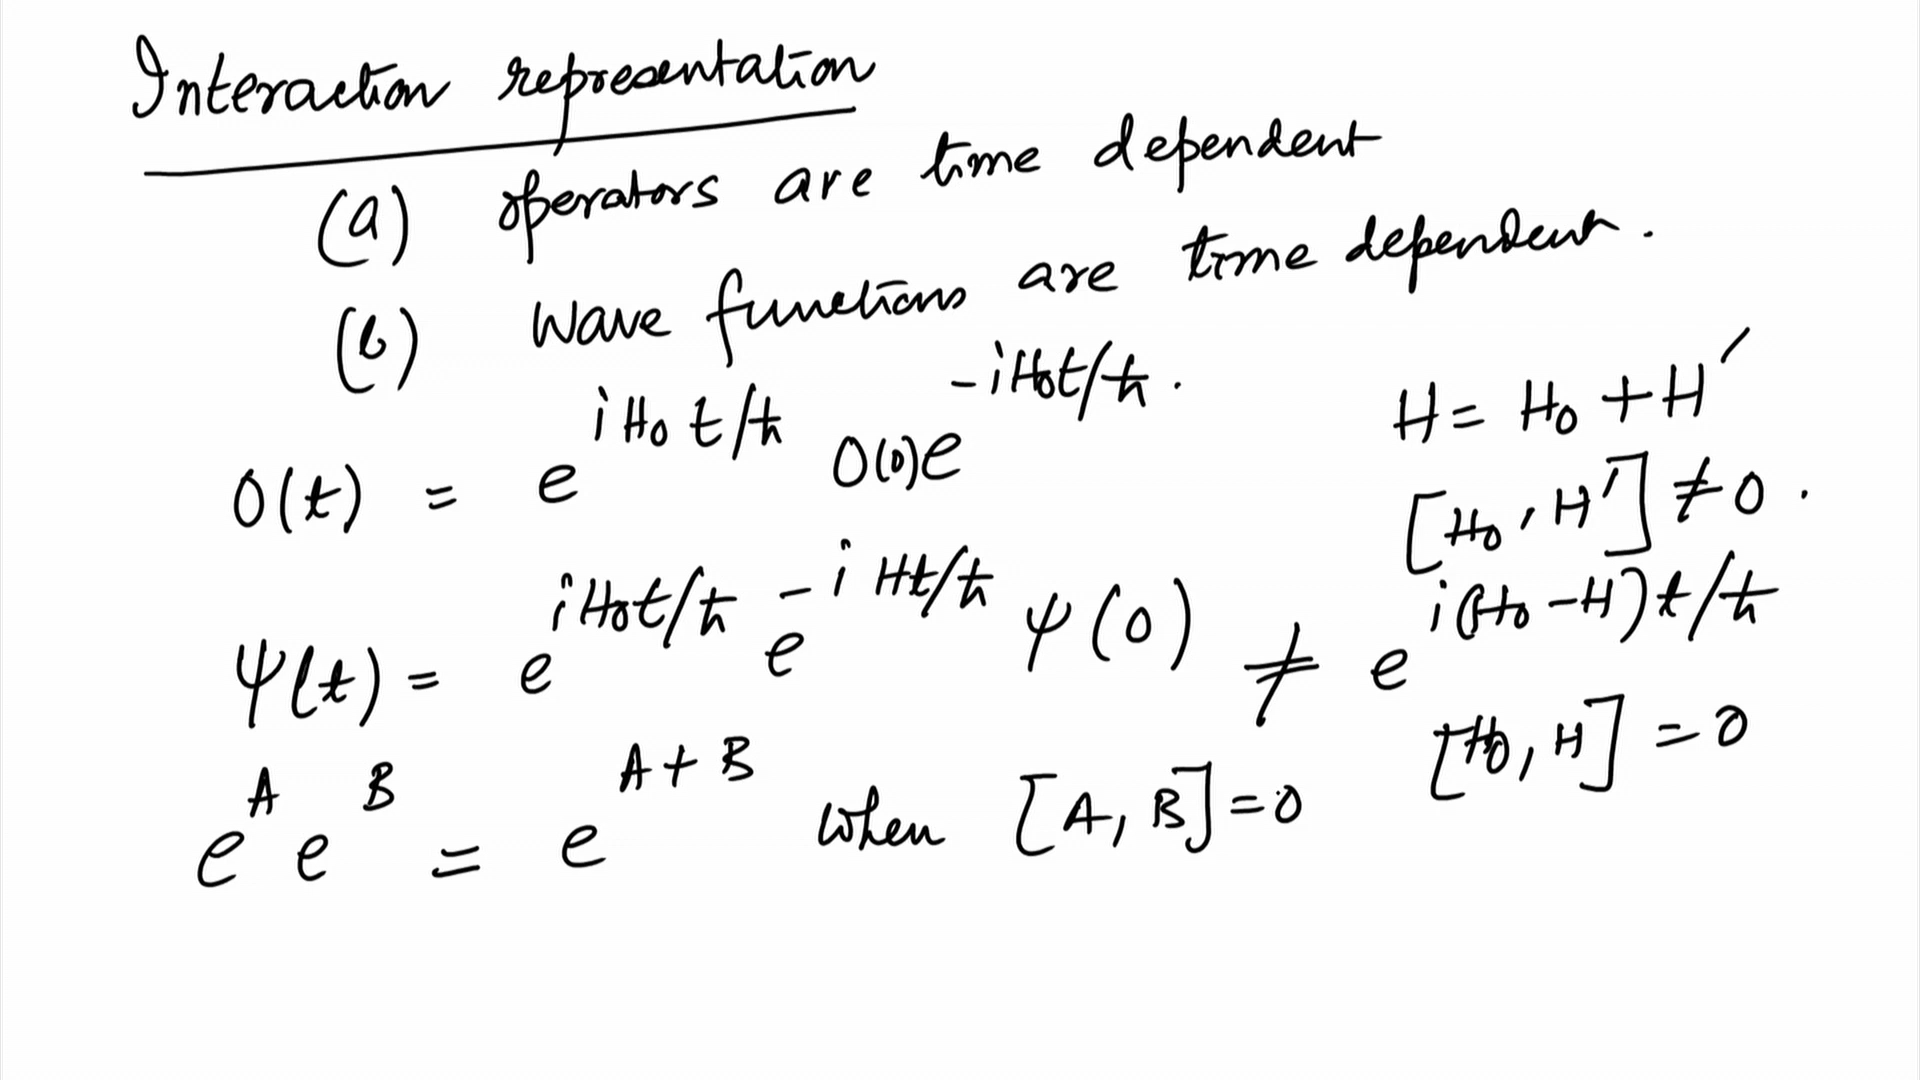 Interaction representation
(a) operators are time dependent
(b) Wave functions are time dependent.
O(t) = e^{iH₀t/ħ} O(0) e^{-iH₀t/ħ}.
H = H₀ + H′
[H₀, H′] ≠ 0.
ψ(t) = e^{iH₀t/ħ} e^{-iHt/ħ} ψ(0) ≠ e^{i(H₀-H)t/ħ}
[H₀, H] = 0
e^A e^B = e^{A+B} when [A, B] = 0